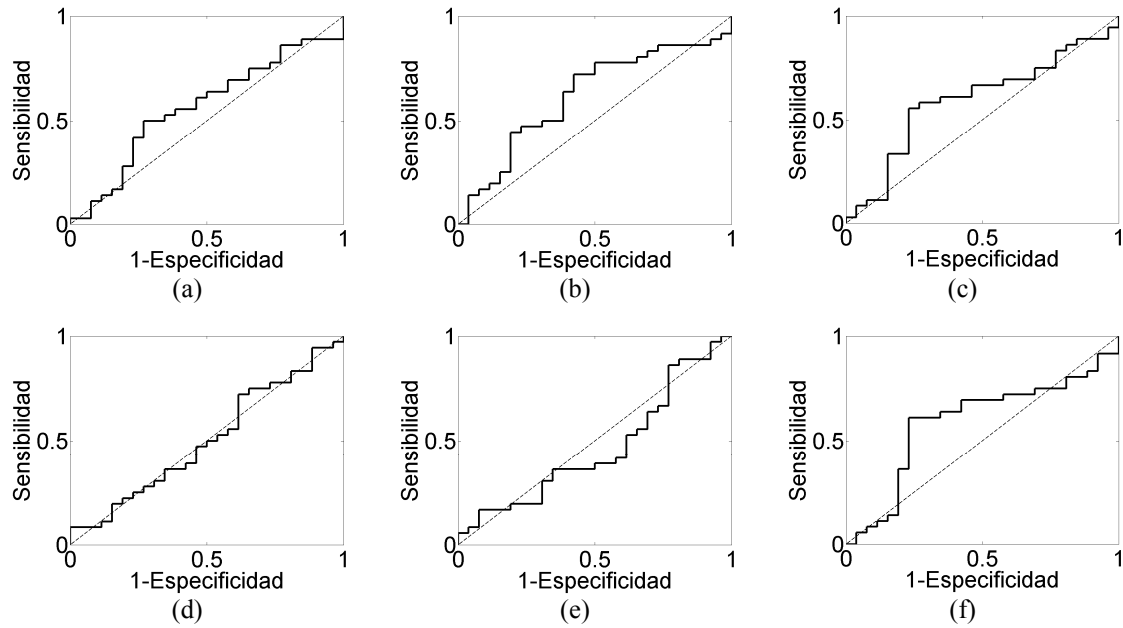 1 1 1
Sensibilidad Sensibilidad Sensibilidad
0.5 0.5 0.5
0 0 0
0 0.5 1 0 0.5 1 0 0.5 1
1-Especificidad 1-Especificidad 1-Especificidad
(a) (b) (c)
1 1 1
Sensibilidad Sensibilidad Sensibilidad
0.5 0.5 0.5
0 0 0
0 0.5 1 0 0.5 1 0 0.5 1
1-Especificidad 1-Especificidad 1-Especificidad
(d) (e) (f)